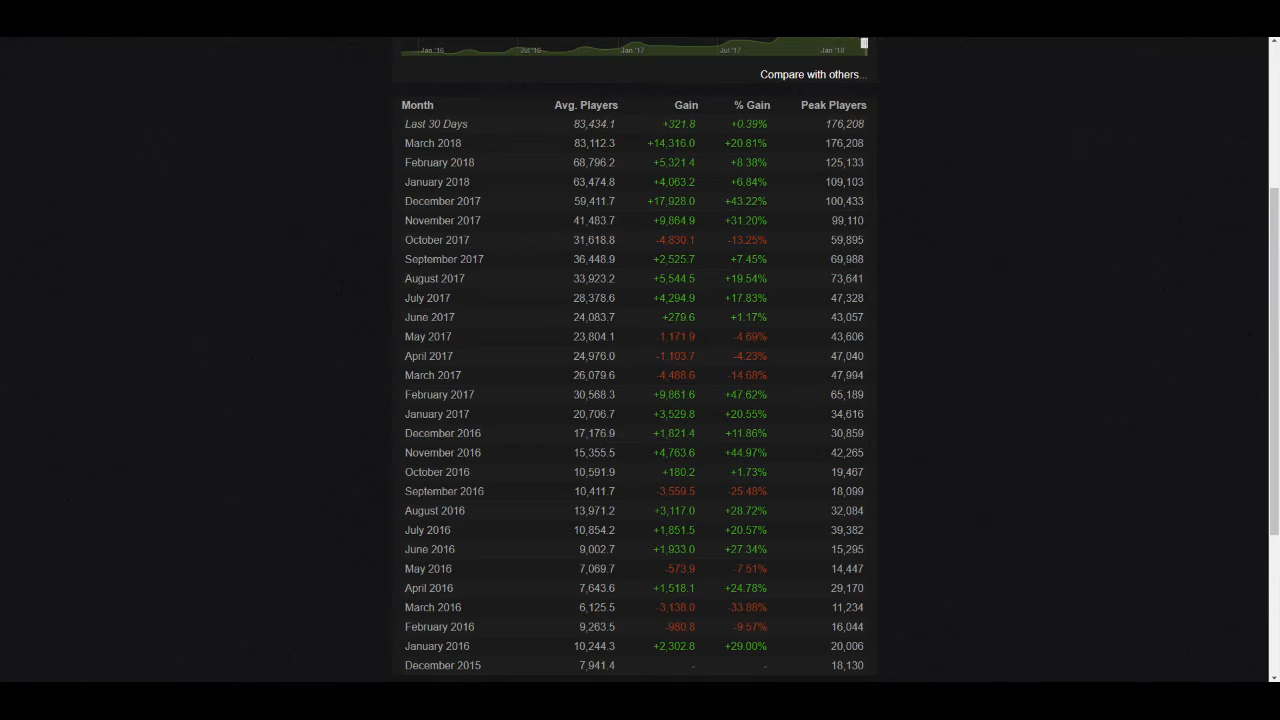 Jan '16 Jul '16 Jan '17 Jul '17 Jan '18
Compare with others...
Month Avg. Players Gain % Gain Peak Players
Last 30 Days 83,434.1 +321.8 +0.39% 176,208
March 2018 83,112.3 +14,316.0 +20.81% 176,208
February 2018 68,796.2 +5,321.4 +8.38% 125,133
January 2018 63,474.8 +4,063.2 +6.84% 109,103
December 2017 59,411.7 +17,928.0 +43.22% 100,433
November 2017 41,483.7 +9,864.9 +31.20% 99,110
October 2017 31,618.8 -4,830.1 -13.25% 59,895
September 2017 36,448.9 +2,525.7 +7.45% 69,988
August 2017 33,923.2 +5,544.5 +19.54% 73,641
July 2017 28,378.6 +4,294.9 +17.83% 47,328
June 2017 24,083.7 +279.6 +1.17% 43,057
May 2017 23,804.1 -1,171.9 -4.69% 43,606
April 2017 24,976.0 -1,103.7 -4.23% 47,040
March 2017 26,079.6 -4,488.6 -14.68% 47,994
February 2017 30,568.3 +9,861.6 +47.62% 65,189
January 2017 20,706.7 +3,529.8 +20.55% 34,616
December 2016 17,176.9 +1,821.4 +11.86% 30,859
November 2016 15,355.5 +4,763.6 +44.97% 42,265
October 2016 10,591.9 +180.2 +1.73% 19,467
September 2016 10,411.7 -3,559.5 -25.48% 18,099
August 2016 13,971.2 +3,117.0 +28.72% 32,084
July 2016 10,854.2 +1,851.5 +20.57% 39,382
June 2016 9,002.7 +1,933.0 +27.34% 15,295
May 2016 7,069.7 -573.9 -7.51% 14,447
April 2016 7,643.6 +1,518.1 +24.78% 29,170
March 2016 6,125.5 -3,138.0 -33.88% 11,234
February 2016 9,263.5 -980.8 -9.57% 16,044
January 2016 10,244.3 +2,302.8 +29.00% 20,006
December 2015 7,941.4 - - 18,130